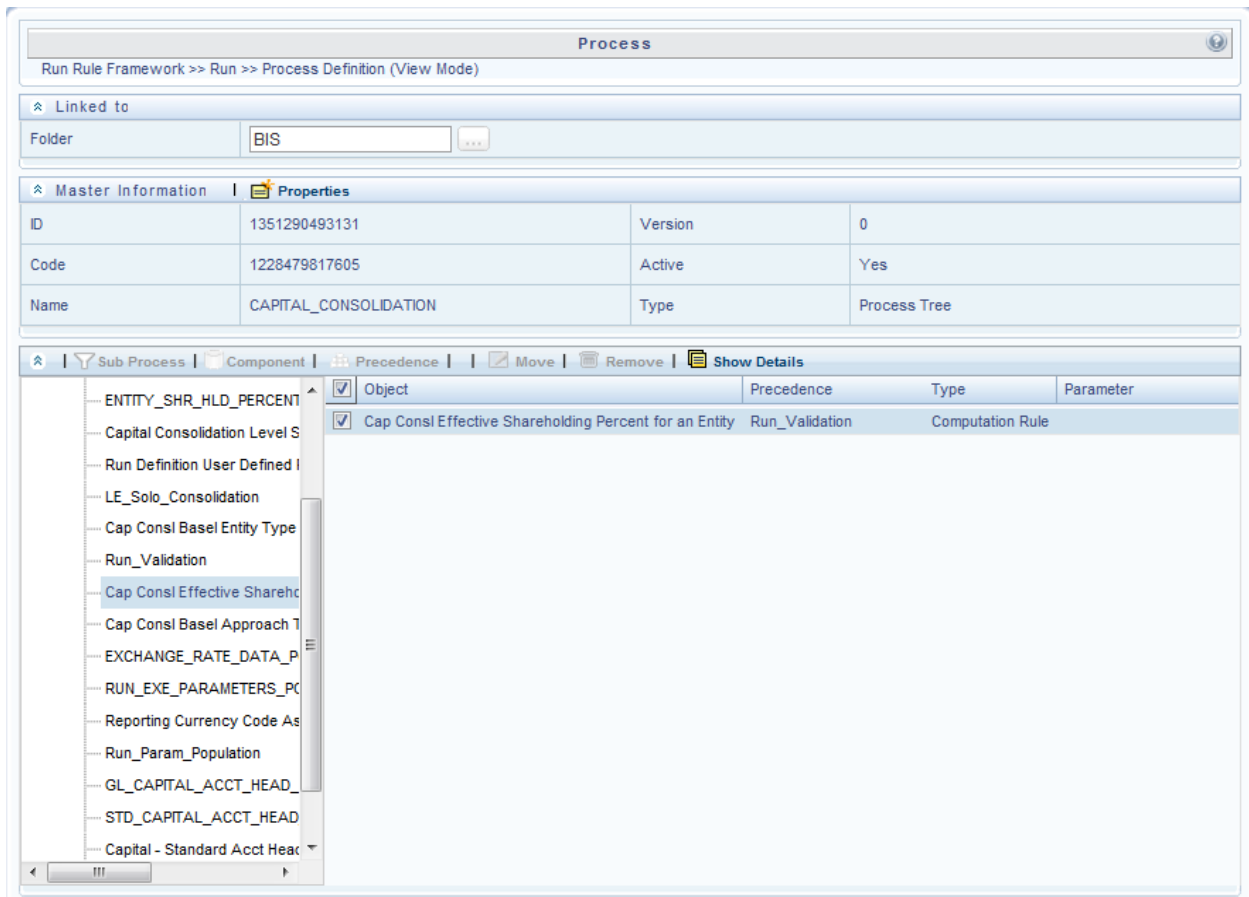 Process
Run Rule Framework >> Run >> Process Definition (View Mode)
Linked to
Folder BIS ...
Master Information | Properties
ID 1351290493131 Version 0
Code 1228479817605 Active Yes
Name CAPITAL_CONSOLIDATION Type Process Tree
| Sub Process | Component | Precedence | | Move | Remove | Show Details
Object Precedence Type Parameter
Cap Consl Effective Shareholding Percent for an Entity Run_Validation Computation Rule
ENTITY_SHR_HLD_PERCENT
Capital Consolidation Level S
Run Definition User Defined
LE_Solo_Consolidation
Cap Consl Basel Entity Type
Run_Validation
Cap Consl Effective Shareho
Cap Consl Basel Approach T
EXCHANGE_RATE_DATA_P
RUN_EXE_PARAMETERS_PO
Reporting Currency Code As
Run_Param_Population
GL_CAPITAL_ACCT_HEAD_
STD_CAPITAL_ACCT_HEAD
Capital - Standard Acct Head